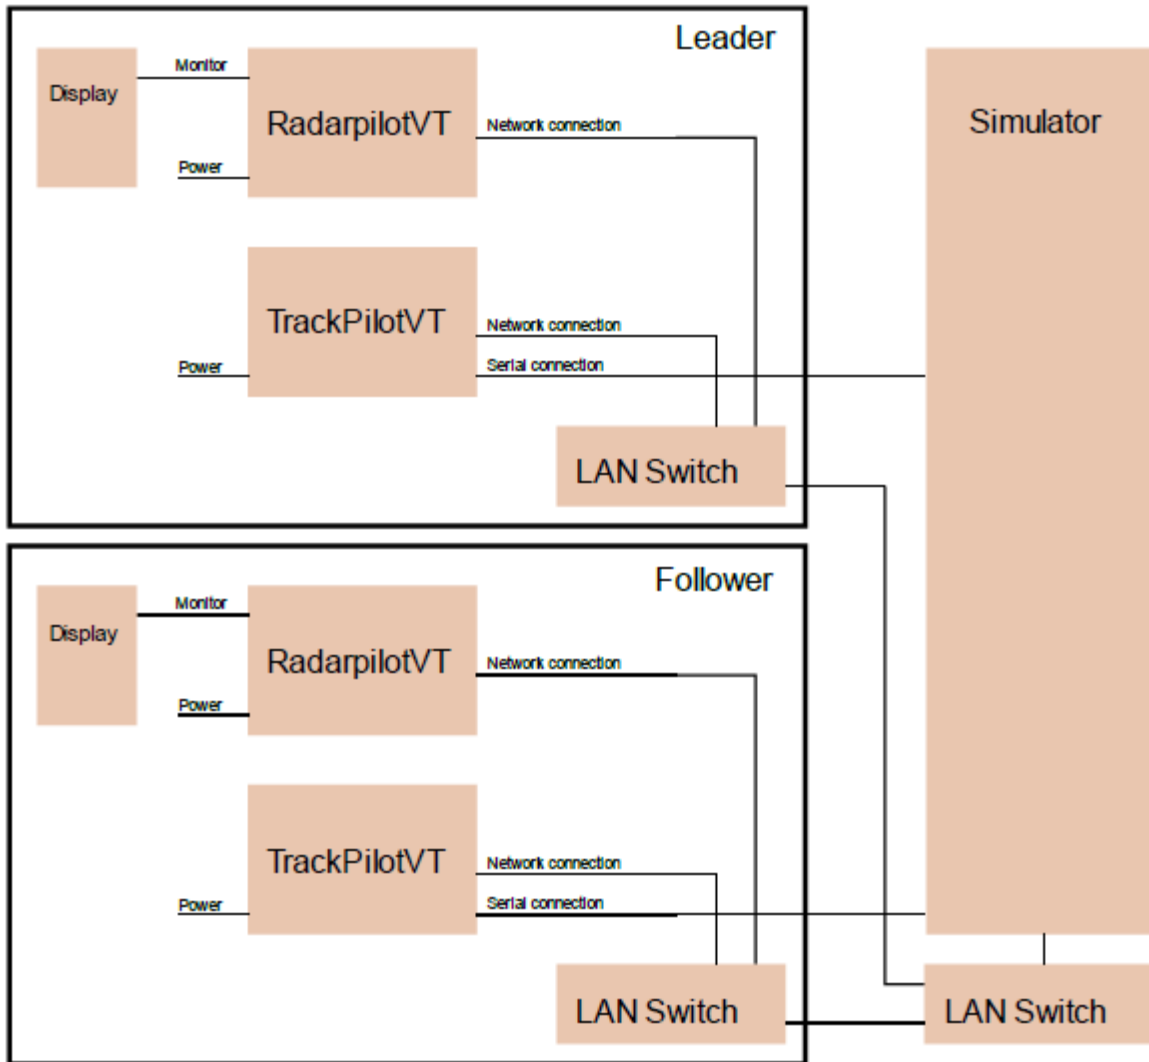 Leader
Display
Monitor
RadarpilotVT
Network connection
Power
Simulator
TrackPilotVT
Network connection
Serial connection
Power
LAN Switch
Follower
Display
Monitor
RadarpilotVT
Network connection
Power
TrackPilotVT
Network connection
Serial connection
Power
LAN Switch
LAN Switch